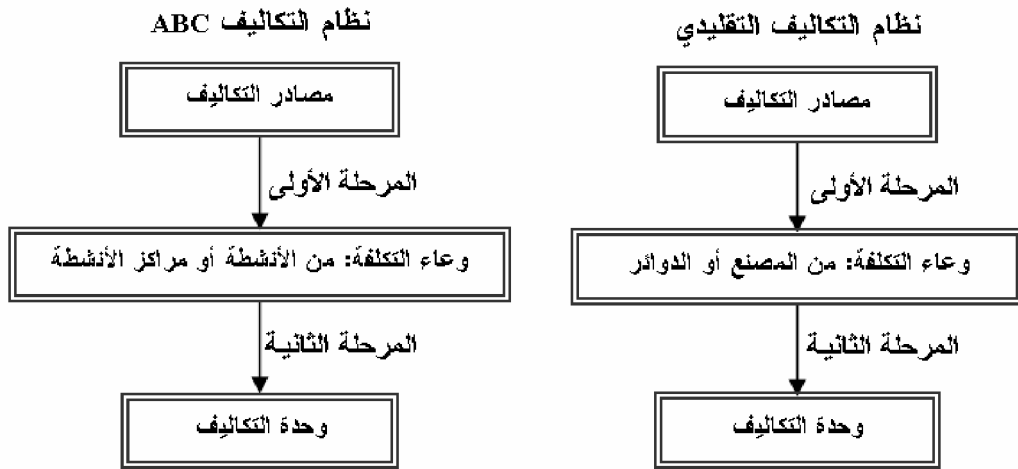 نظام التكاليف التقليدي
مصادر التكاليف
المرحلة الأولى
وعاء التكلفة: من المصنع أو الدوائر
المرحلة الثانية
وحدة التكاليف
نظام التكاليف ABC
مصادر التكاليف
المرحلة الأولى
وعاء التكلفة: من الأنشطة أو مراكز الأنشطة
المرحلة الثانية
وحدة التكاليف